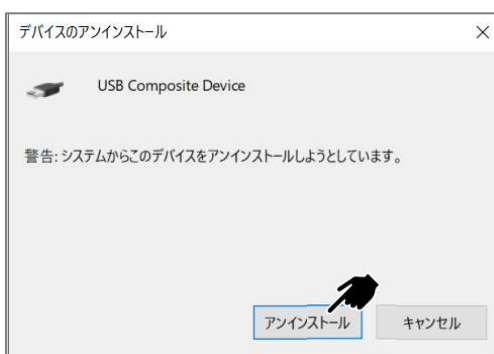 デバイスのアンインストール
USB Composite Device
警告: システムからこのデバイスをアンインストールしようとしています。
アンインストール
キャンセル